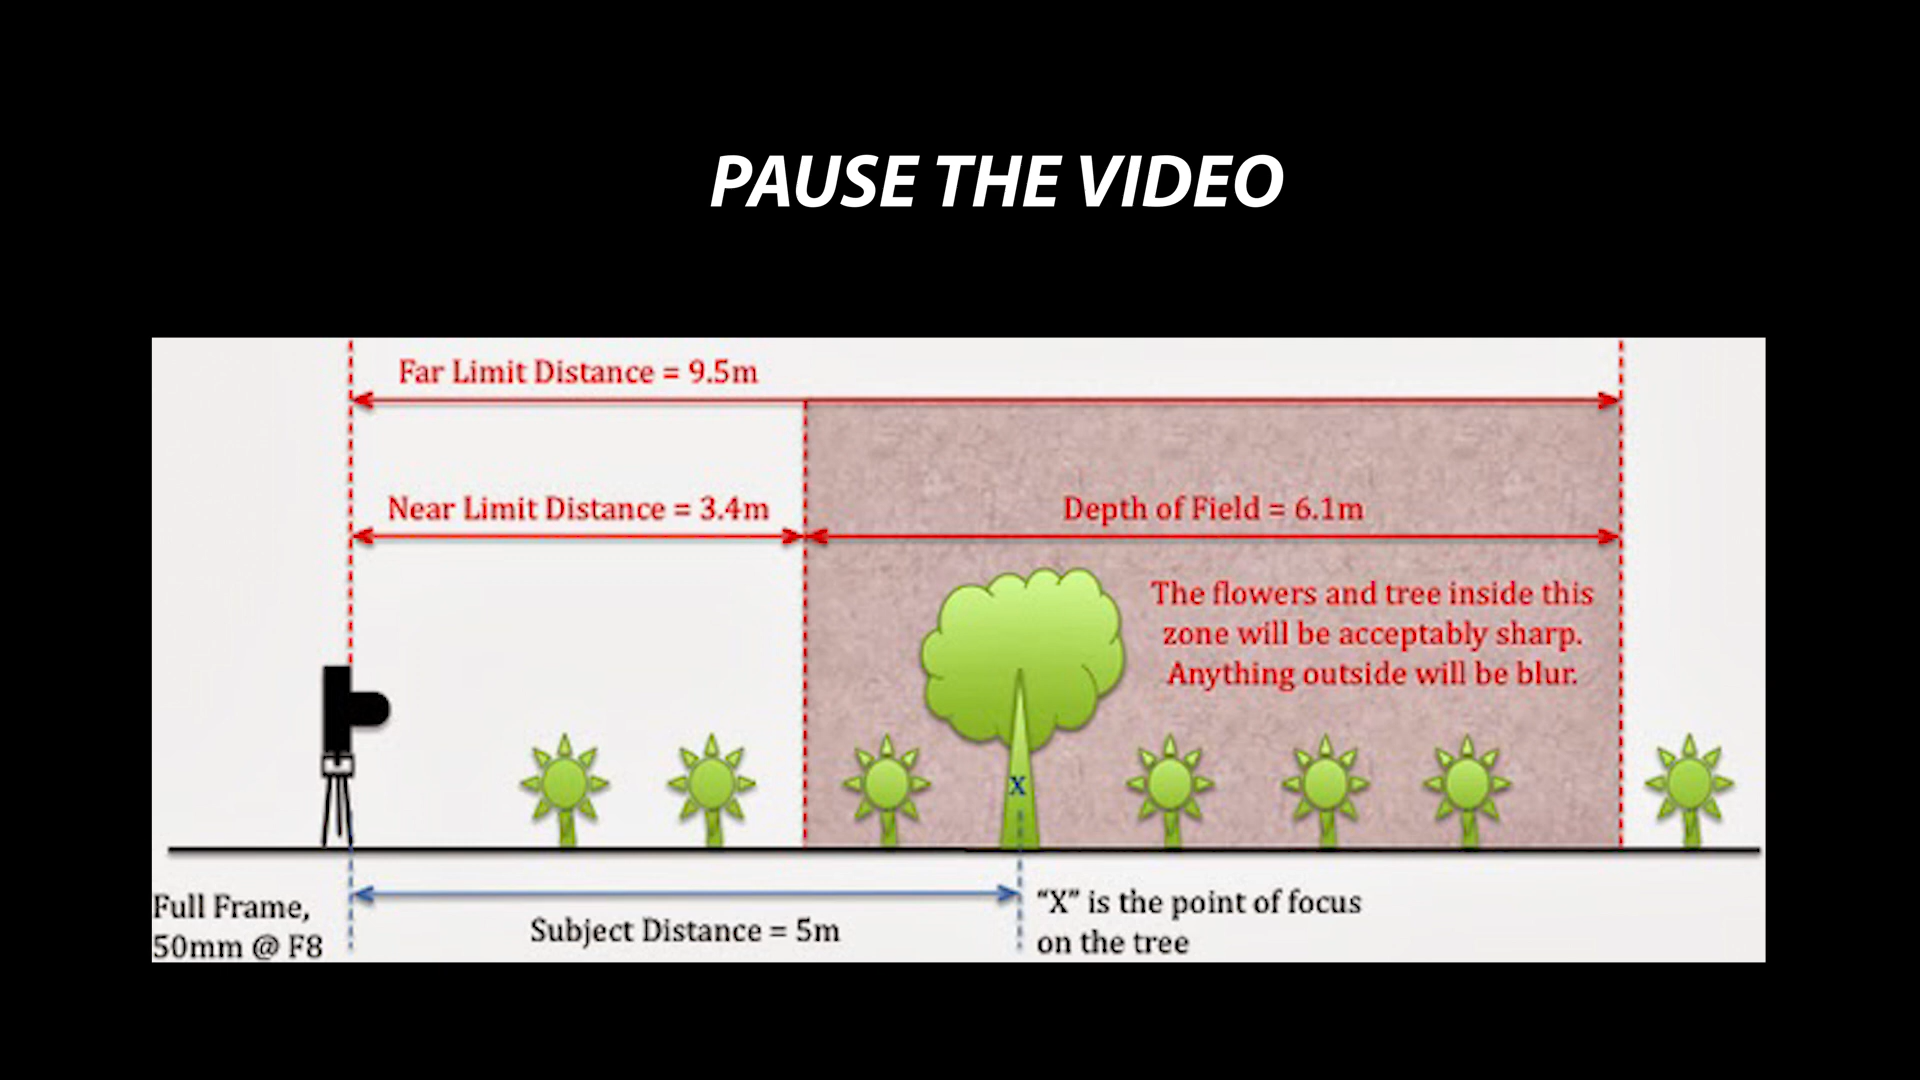 PAUSE THE VIDEO
Far Limit Distance = 9.5m
Near Limit Distance = 3.4m
Depth of Field = 6.1m
The flowers and tree inside this
zone will be acceptably sharp.
Anything outside will be blur.
X
Full Frame,
50mm @ F8
Subject Distance = 5m
“X” is the point of focus
on the tree